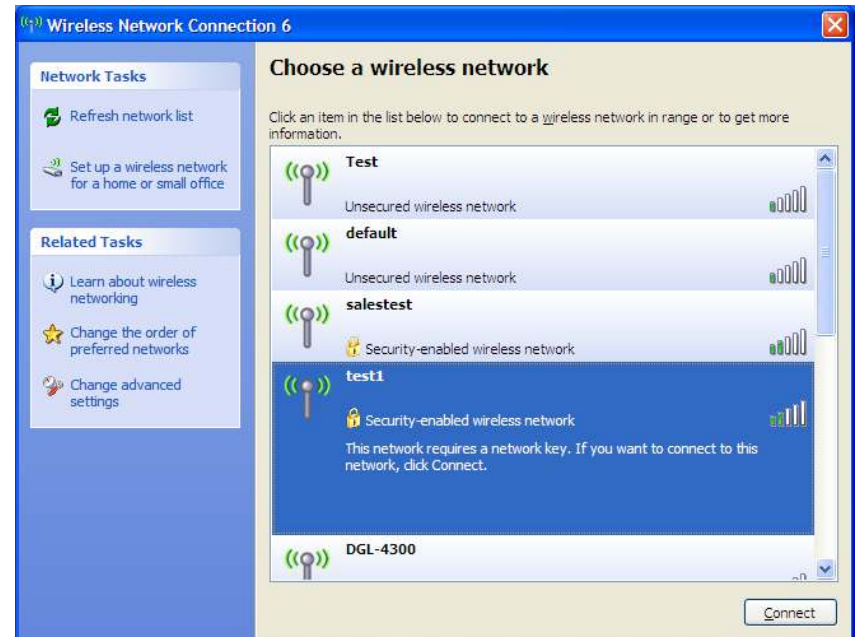 Wireless Network Connection 6
Network Tasks
Refresh network list
Set up a wireless network
for a home or small office
Related Tasks
Learn about wireless
networking
Change the order of
preferred networks
Change advanced
settings
Choose a wireless network
Click an item in the list below to connect to a wireless network in range or to get more
information.
Test
Unsecured wireless network
default
Unsecured wireless network
salestest
Security-enabled wireless network
test1
Security-enabled wireless network
This network requires a network key. If you want to connect to this
network, click Connect.
DGL-4300
Connect